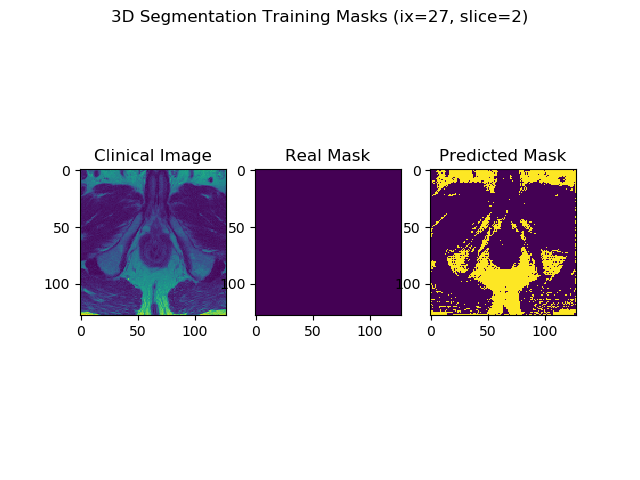 3D Segmentation Training Masks (ix=27, slice=2)
Clinical Image Real Mask Predicted Mask
0 0 0
50 50 50
100 100 100
0 50 100 0 50 100 0 50 100